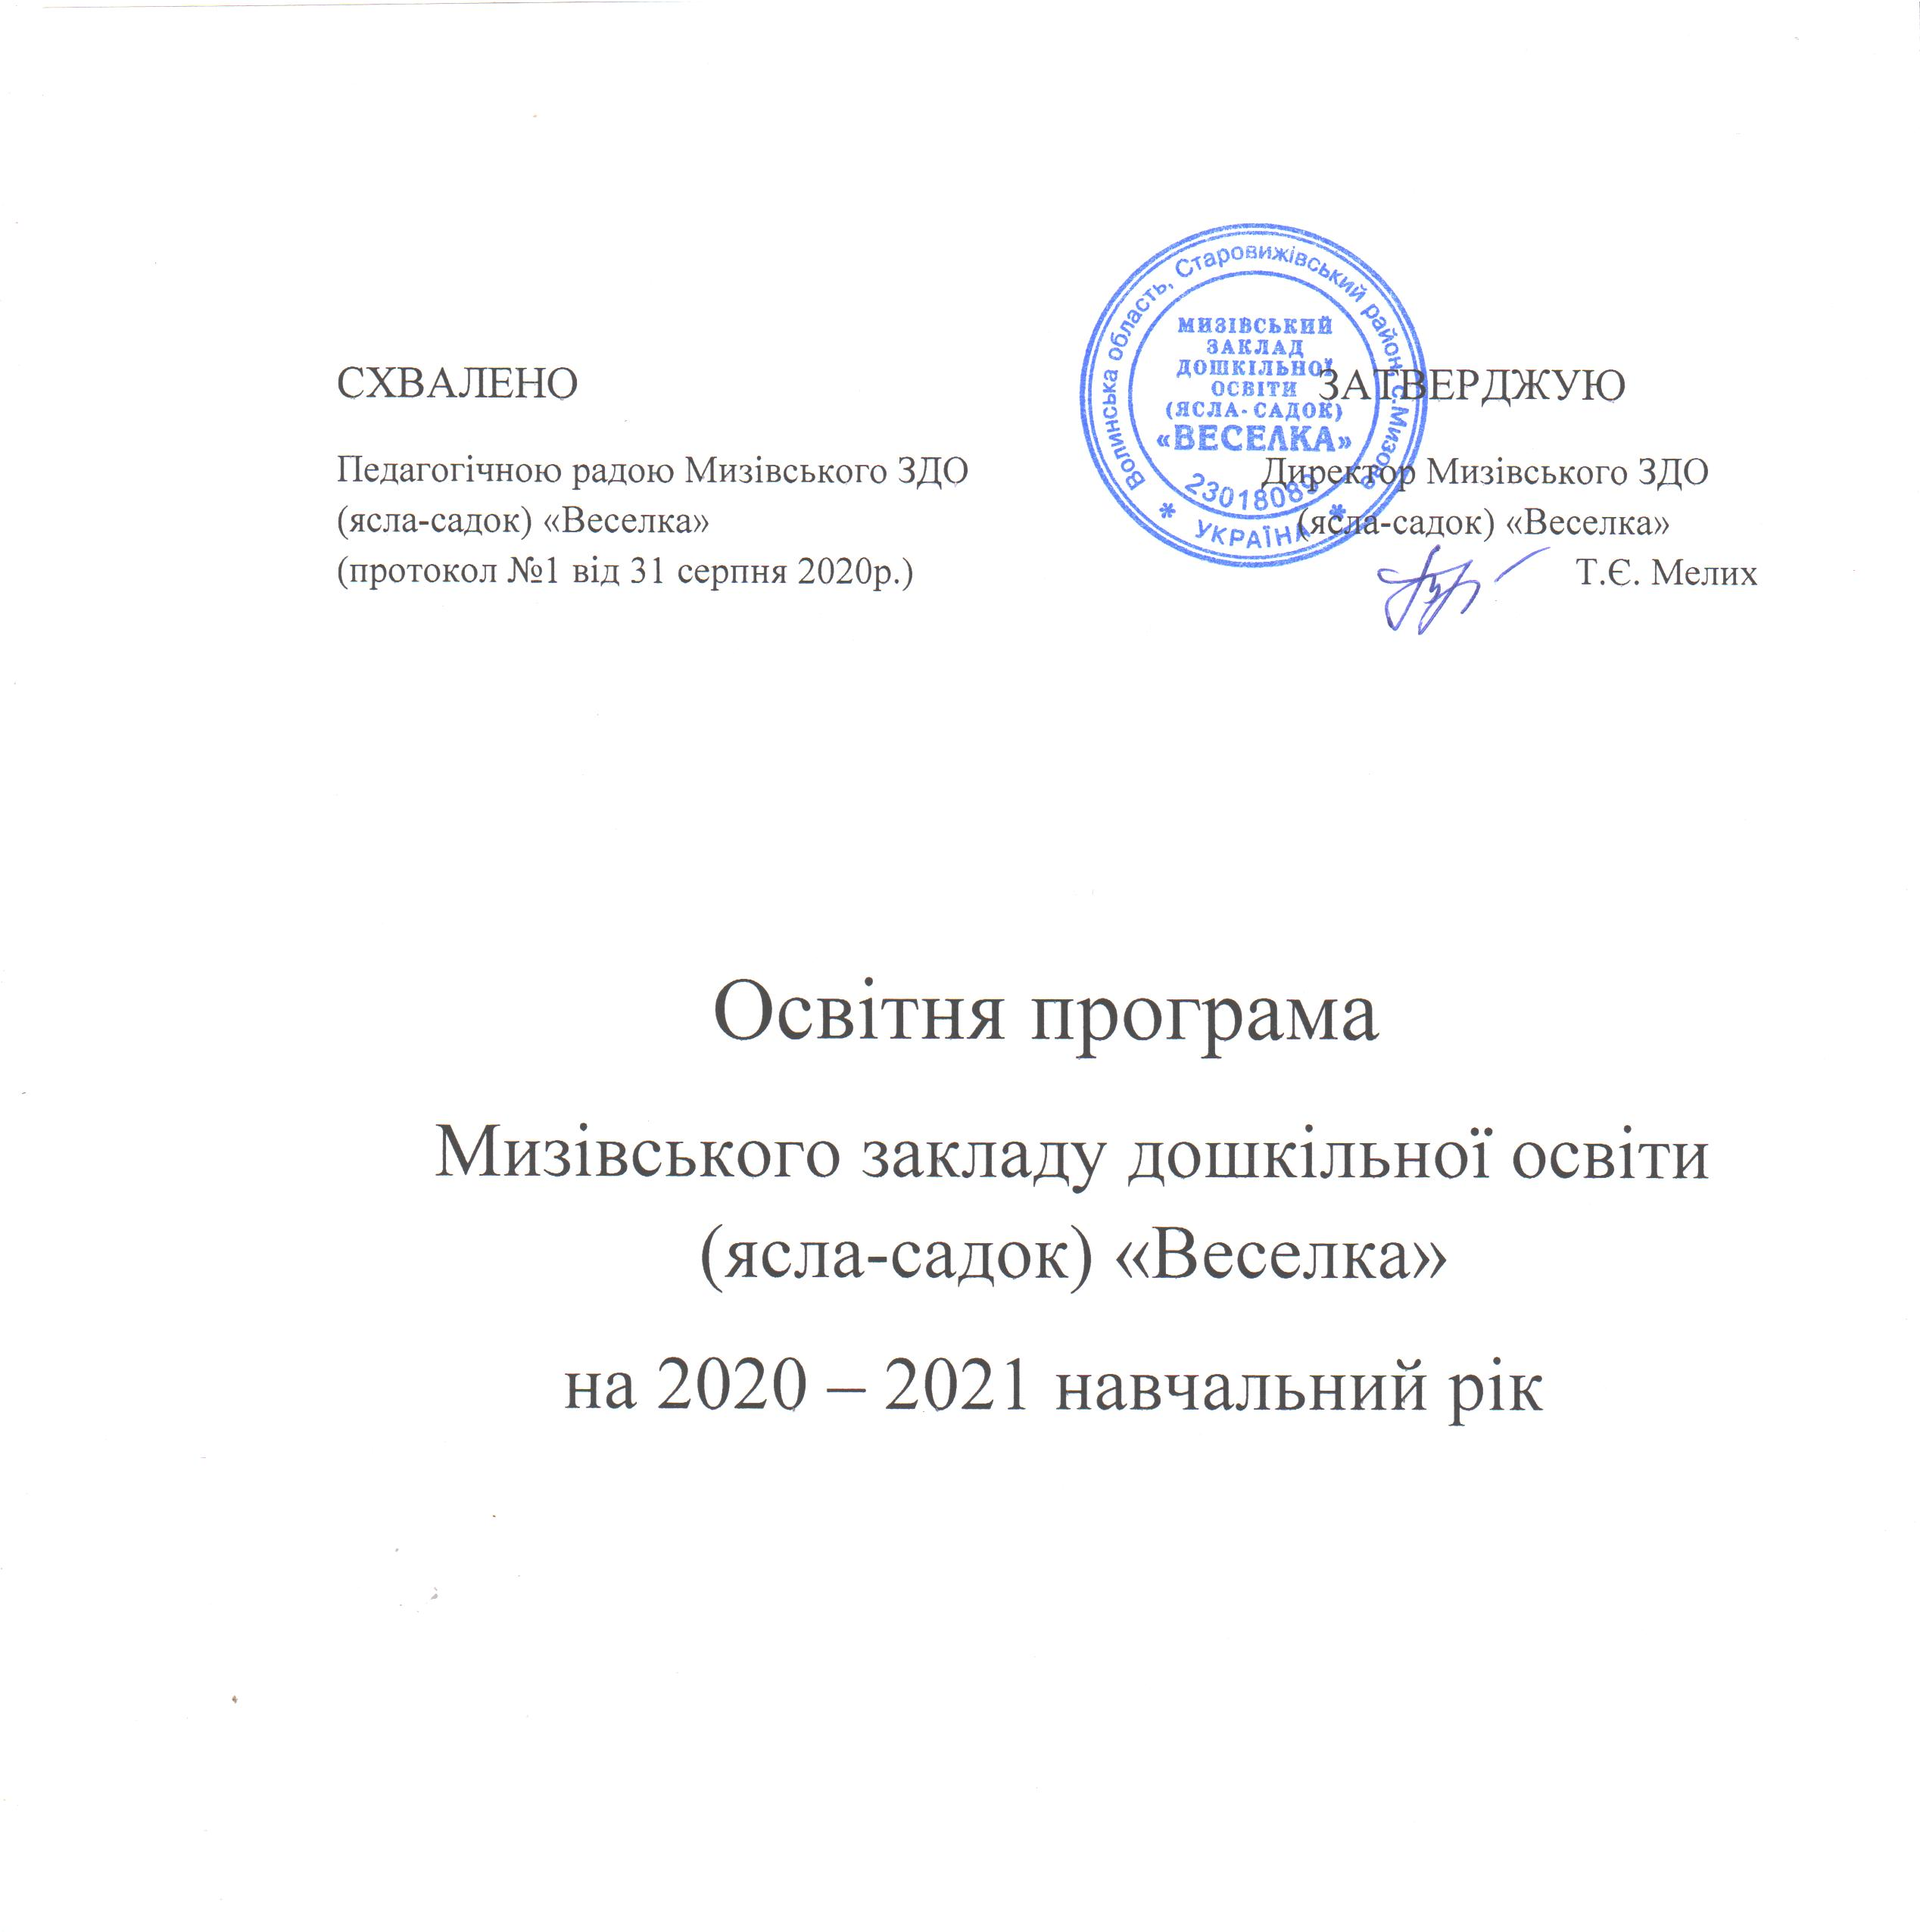 СХВАЛЕНО
Педагогічною радою Мизівського ЗДО
(ясла-садок) «Веселка»
(протокол №1 від 31 серпня 2020р.)
Волинська область, Старовижівський район, с.Мизове
МИЗІВСЬКИЙ
ЗАКЛАД
ДОШКІЛЬНОЇ
ОСВІТИ
(ЯСЛА-САДОК)
«ВЕСЕЛКА»
23018089
* УКРАЇНА *
ЗАТВЕРДЖУЮ
Директор Мизівського ЗДО
(ясла-садок) «Веселка»
Т.Є. Мелих
Освітня програма
Мизівського закладу дошкільної освіти
(ясла-садок) «Веселка»
на 2020 – 2021 навчальний рік